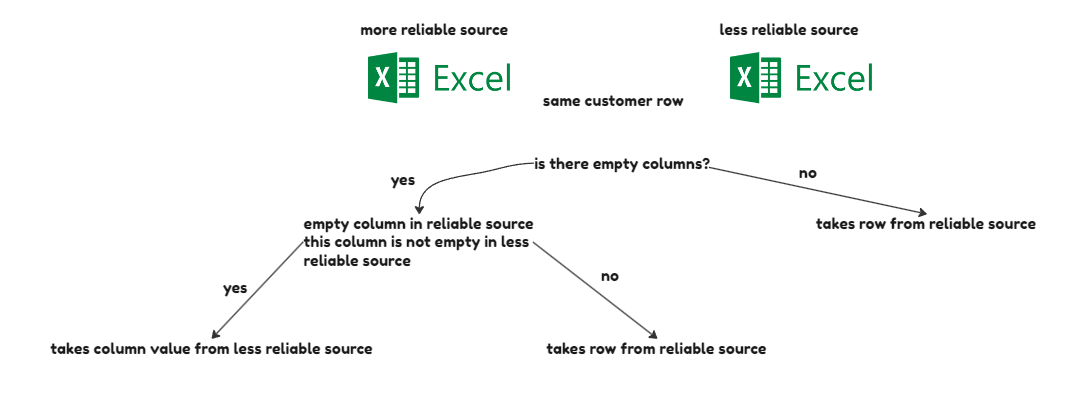 more reliable source
less reliable source
X Excel
X Excel
same customer row
is there empty columns?
yes
no
empty column in reliable source
this column is not empty in less
reliable source
takes row from reliable source
yes
no
takes column value from less reliable source
takes row from reliable source